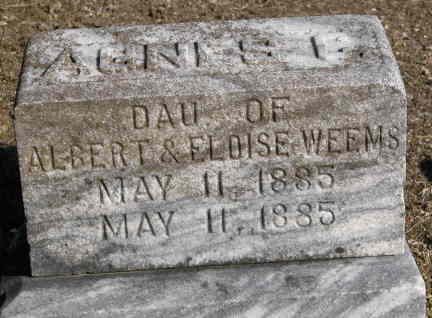 AGNES C.
DAU OF
ALBERT & ELOISE WEEMS
MAY 11, 1885
MAY 11, 1885